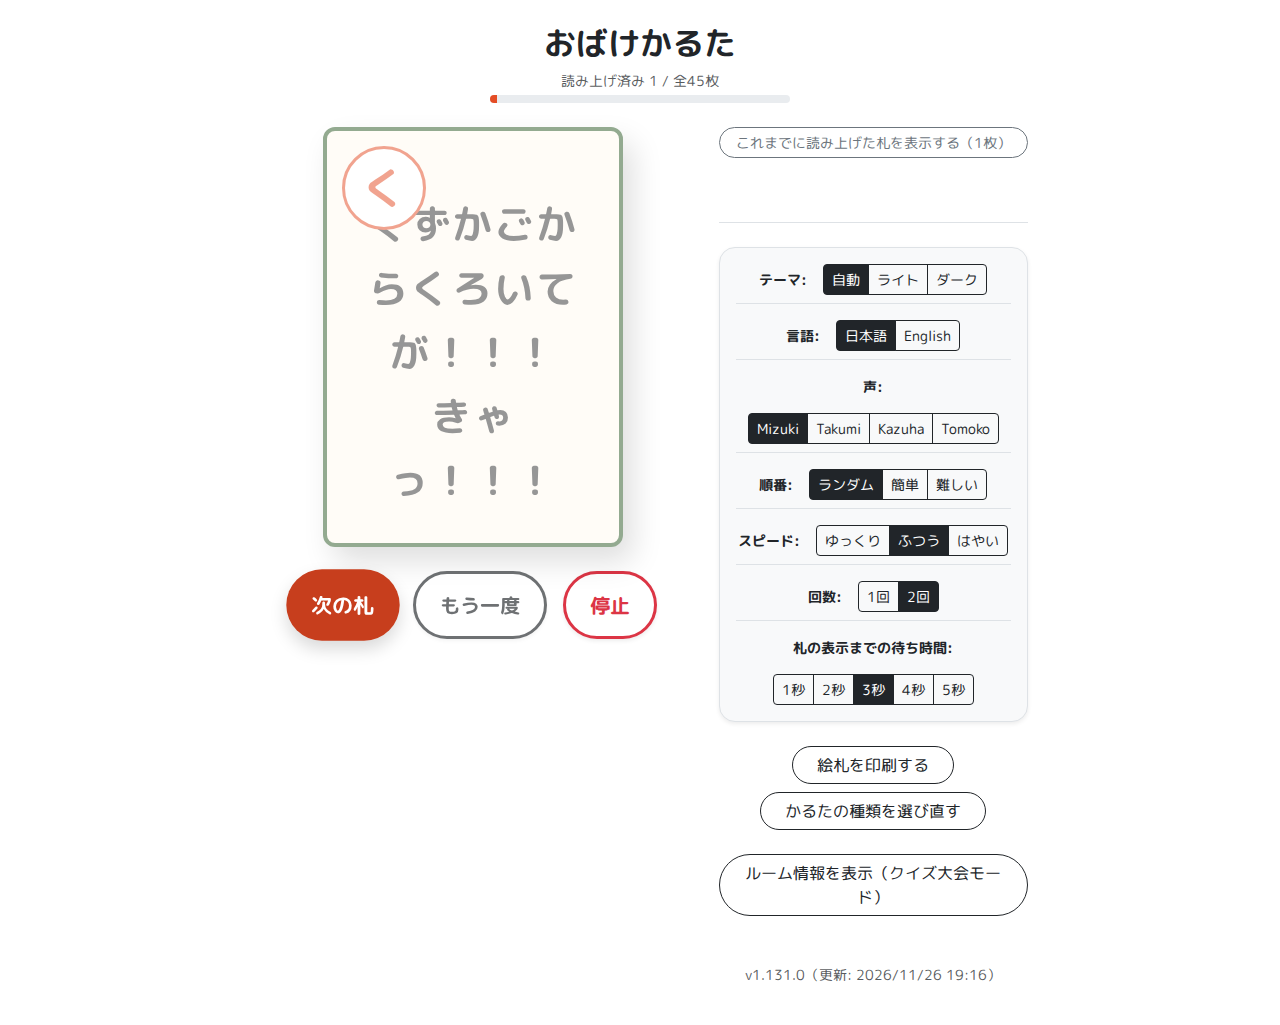 おばけかるた
読み上げ済み 1 / 全45枚
く
くずかごか
らくろいて
が！！！
きゃ
っ！！！
次の札
もう一度
停止
これまでに読み上げた札を表示する（1枚）
テーマ: 自動 ライト ダーク
言語: 日本語 English
声:
Mizuki Takumi Kazuha Tomoko
順番: ランダム 簡単 難しい
スピード: ゆっくり ふつう はやい
回数: 1回 2回
札の表示までの待ち時間:
1秒 2秒 3秒 4秒 5秒
絵札を印刷する
かるたの種類を選び直す
ルーム情報を表示（クイズ大会モー
ド）
v1.131.0（更新: 2026/11/26 19:16）